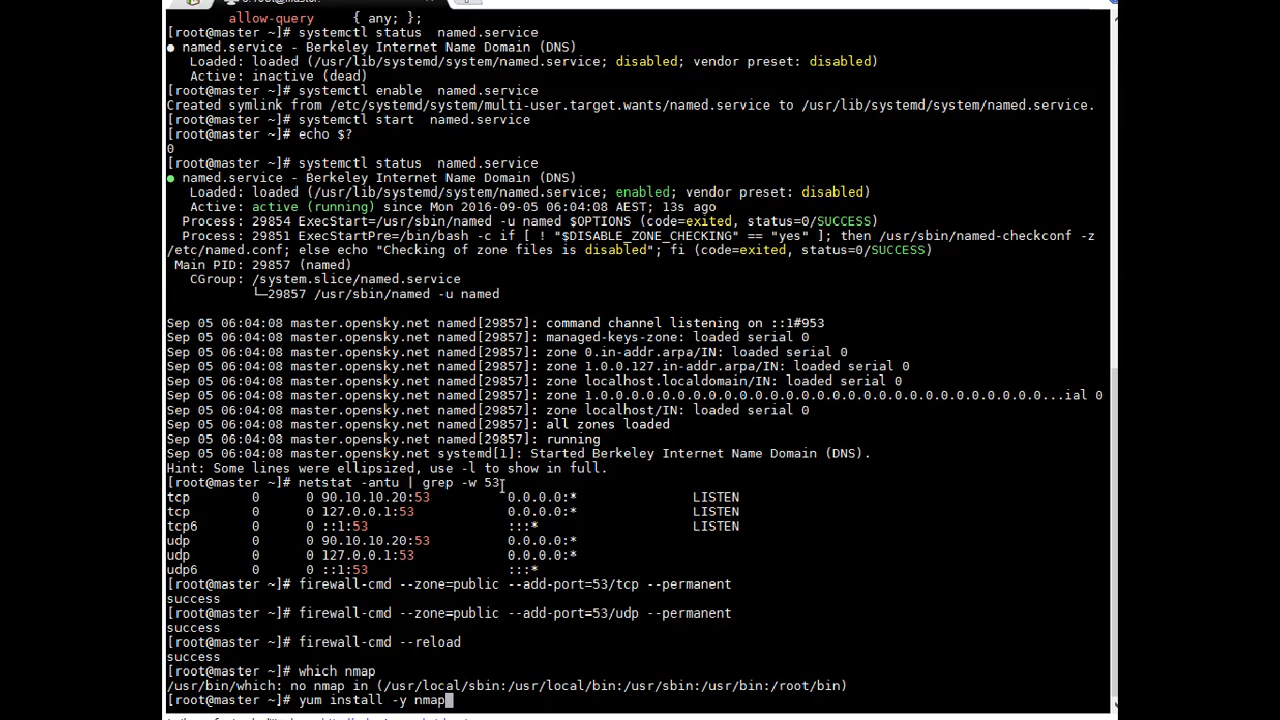 allow-query     { any; };
[root@master ~]# systemctl status  named.service
● named.service - Berkeley Internet Name Domain (DNS)
   Loaded: loaded (/usr/lib/systemd/system/named.service; disabled; vendor preset: disabled)
   Active: inactive (dead)
[root@master ~]# systemctl enable  named.service
Created symlink from /etc/systemd/system/multi-user.target.wants/named.service to /usr/lib/systemd/system/named.service.
[root@master ~]# systemctl start  named.service
[root@master ~]# echo $?
0
[root@master ~]# systemctl status  named.service
● named.service - Berkeley Internet Name Domain (DNS)
   Loaded: loaded (/usr/lib/systemd/system/named.service; enabled; vendor preset: disabled)
   Active: active (running) since Mon 2016-09-05 06:04:08 AEST; 13s ago
  Process: 29854 ExecStart=/usr/sbin/named -u named $OPTIONS (code=exited, status=0/SUCCESS)
  Process: 29851 ExecStartPre=/bin/bash -c if [ ! "$DISABLE_ZONE_CHECKING" == "yes" ]; then /usr/sbin/named-checkconf -z
/etc/named.conf; else echo "Checking of zone files is disabled"; fi (code=exited, status=0/SUCCESS)
 Main PID: 29857 (named)
   CGroup: /system.slice/named.service
           └─29857 /usr/sbin/named -u named
Sep 05 06:04:08 master.opensky.net named[29857]: command channel listening on ::1#953
Sep 05 06:04:08 master.opensky.net named[29857]: managed-keys-zone: loaded serial 0
Sep 05 06:04:08 master.opensky.net named[29857]: zone 0.in-addr.arpa/IN: loaded serial 0
Sep 05 06:04:08 master.opensky.net named[29857]: zone 1.0.0.127.in-addr.arpa/IN: loaded serial 0
Sep 05 06:04:08 master.opensky.net named[29857]: zone localhost.localdomain/IN: loaded serial 0
Sep 05 06:04:08 master.opensky.net named[29857]: zone 1.0.0.0.0.0.0.0.0.0.0.0.0.0.0.0.0.0.0.0.0.0.0.0.0.0.0.0.0.0...ial 0
Sep 05 06:04:08 master.opensky.net named[29857]: zone localhost/IN: loaded serial 0
Sep 05 06:04:08 master.opensky.net named[29857]: all zones loaded
Sep 05 06:04:08 master.opensky.net named[29857]: running
Sep 05 06:04:08 master.opensky.net systemd[1]: Started Berkeley Internet Name Domain (DNS).
Hint: Some lines were ellipsized, use -l to show in full.
[root@master ~]# netstat -antu | grep -w 53
tcp        0      0 90.10.10.20:53          0.0.0.0:*               LISTEN
tcp        0      0 127.0.0.1:53            0.0.0.0:*               LISTEN
tcp6       0      0 ::1:53                  :::*                    LISTEN
udp        0      0 90.10.10.20:53          0.0.0.0:*
udp        0      0 127.0.0.1:53            0.0.0.0:*
udp6       0      0 ::1:53                  :::*
[root@master ~]# firewall-cmd --zone=public --add-port=53/tcp --permanent
success
[root@master ~]# firewall-cmd --zone=public --add-port=53/udp --permanent
success
[root@master ~]# firewall-cmd --reload
success
[root@master ~]# which nmap
/usr/bin/which: no nmap in (/usr/local/sbin:/usr/local/bin:/usr/sbin:/usr/bin:/root/bin)
[root@master ~]# yum install -y nmap